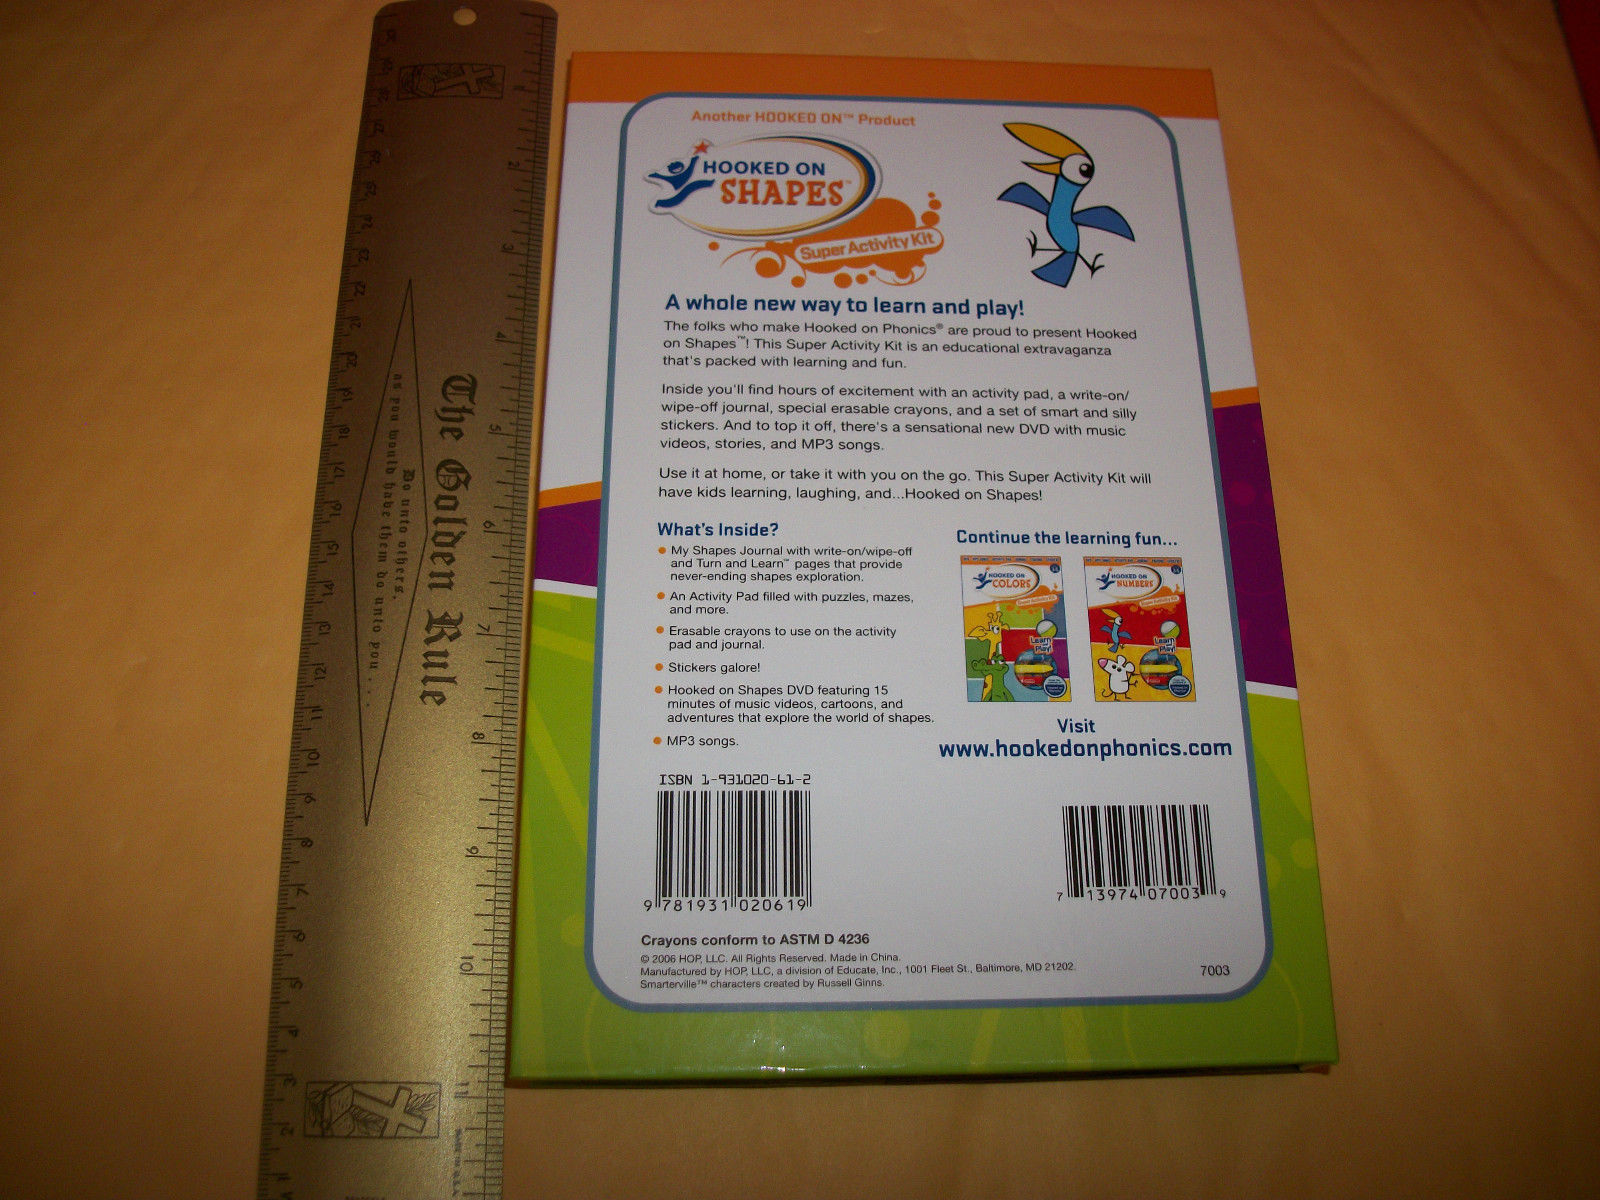 The Golden Rule
Do unto others,
as you would have them do unto you . . . .
Another HOOKED ON™ Product
HOOKED ON
SHAPES™
Super Activity Kit
A whole new way to learn and play!
The folks who make Hooked on Phonics® are proud to present Hooked
on Shapes™! This Super Activity Kit is an educational extravaganza
that's packed with learning and fun.
Inside you'll find hours of excitement with an activity pad, a write-on/
wipe-off journal, special erasable crayons, and a set of smart and silly
stickers. And to top it off, there's a sensational new DVD with music
videos, stories, and MP3 songs.
Use it at home, or take it with you on the go. This Super Activity Kit will
have kids learning, laughing, and...Hooked on Shapes!
What's Inside?
• My Shapes Journal with write-on/wipe-off
and Turn and Learn™ pages that provide
never-ending shapes exploration.
• An Activity Pad filled with puzzles, mazes,
and more.
• Erasable crayons to use on the activity
pad and journal.
• Stickers galore!
• Hooked on Shapes DVD featuring 15
minutes of music videos, cartoons, and
adventures that explore the world of shapes.
• MP3 songs.
Continue the learning fun...
HOOKED ON
COLORS
Super Activity Kit
Learn
Play!
HOOKED ON
NUMBERS
Super Activity Kit
Learn
Play!
Visit
www.hookedonphonics.com
ISBN 1-931020-61-2
9 781931 020619
7 13974 07003 9
Crayons conform to ASTM D 4236
© 2006 HOP, LLC. All Rights Reserved. Made in China.
Manufactured by HOP, LLC, a division of Educate, Inc., 1001 Fleet St., Baltimore, MD 21202.
Smarterville™ characters created by Russell Ginns.
7003